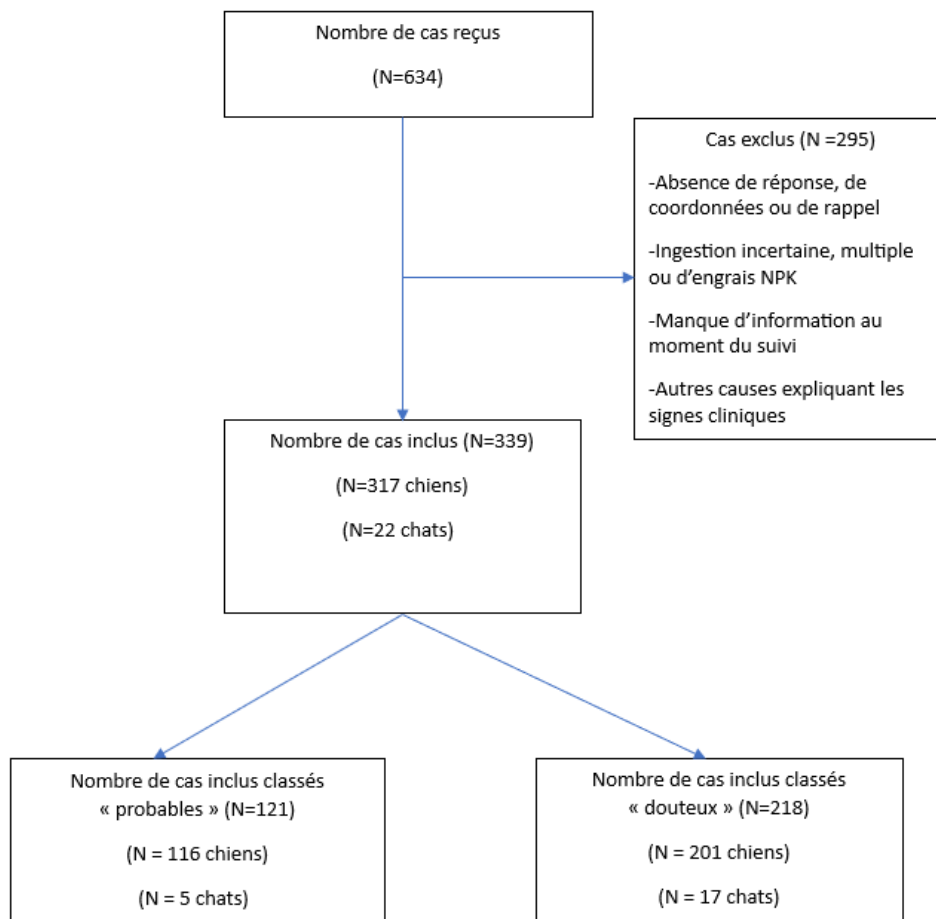 Nombre de cas reçus
(N=634)
Cas exclus (N =295)
-Absence de réponse, de
coordonnées ou de rappel
-Ingestion incertaine, multiple
ou d’engrais NPK
-Manque d’information au
moment du suivi
-Autres causes expliquant les
signes cliniques
Nombre de cas inclus (N=339)
(N=317 chiens)
(N=22 chats)
Nombre de cas inclus classés
« probables » (N=121)
(N = 116 chiens)
(N = 5 chats)
Nombre de cas inclus classés
« douteux » (N=218)
(N = 201 chiens)
(N = 17 chats)